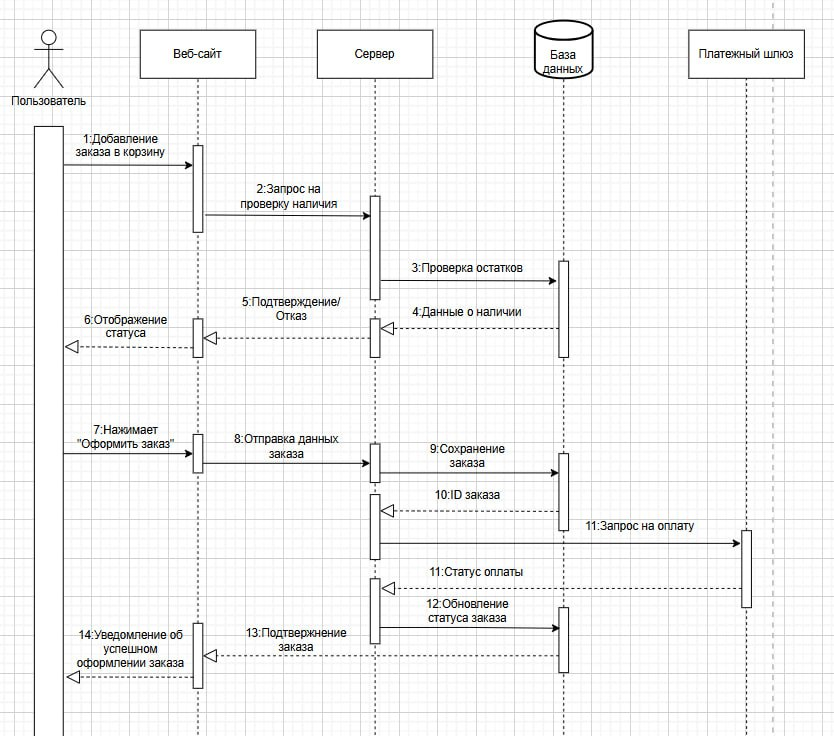 Веб-сайт
Сервер
База
данных
Платежный шлюз
Пользователь
1:Добавление
заказа в корзину
2:Запрос на
проверку наличия
3:Проверка остатков
5:Подтверждение/
Отказ
4:Данные о наличии
6:Отображение
статуса
7:Нажимает
"Оформить заказ"
8:Отправка данных
заказа
9:Сохранение
заказа
10:ID заказа
11:Запрос на оплату
11:Статус оплаты
12:Обновление
статуса заказа
13:Подтвержнение
заказа
14:Уведомление об
успешном
оформлении заказа